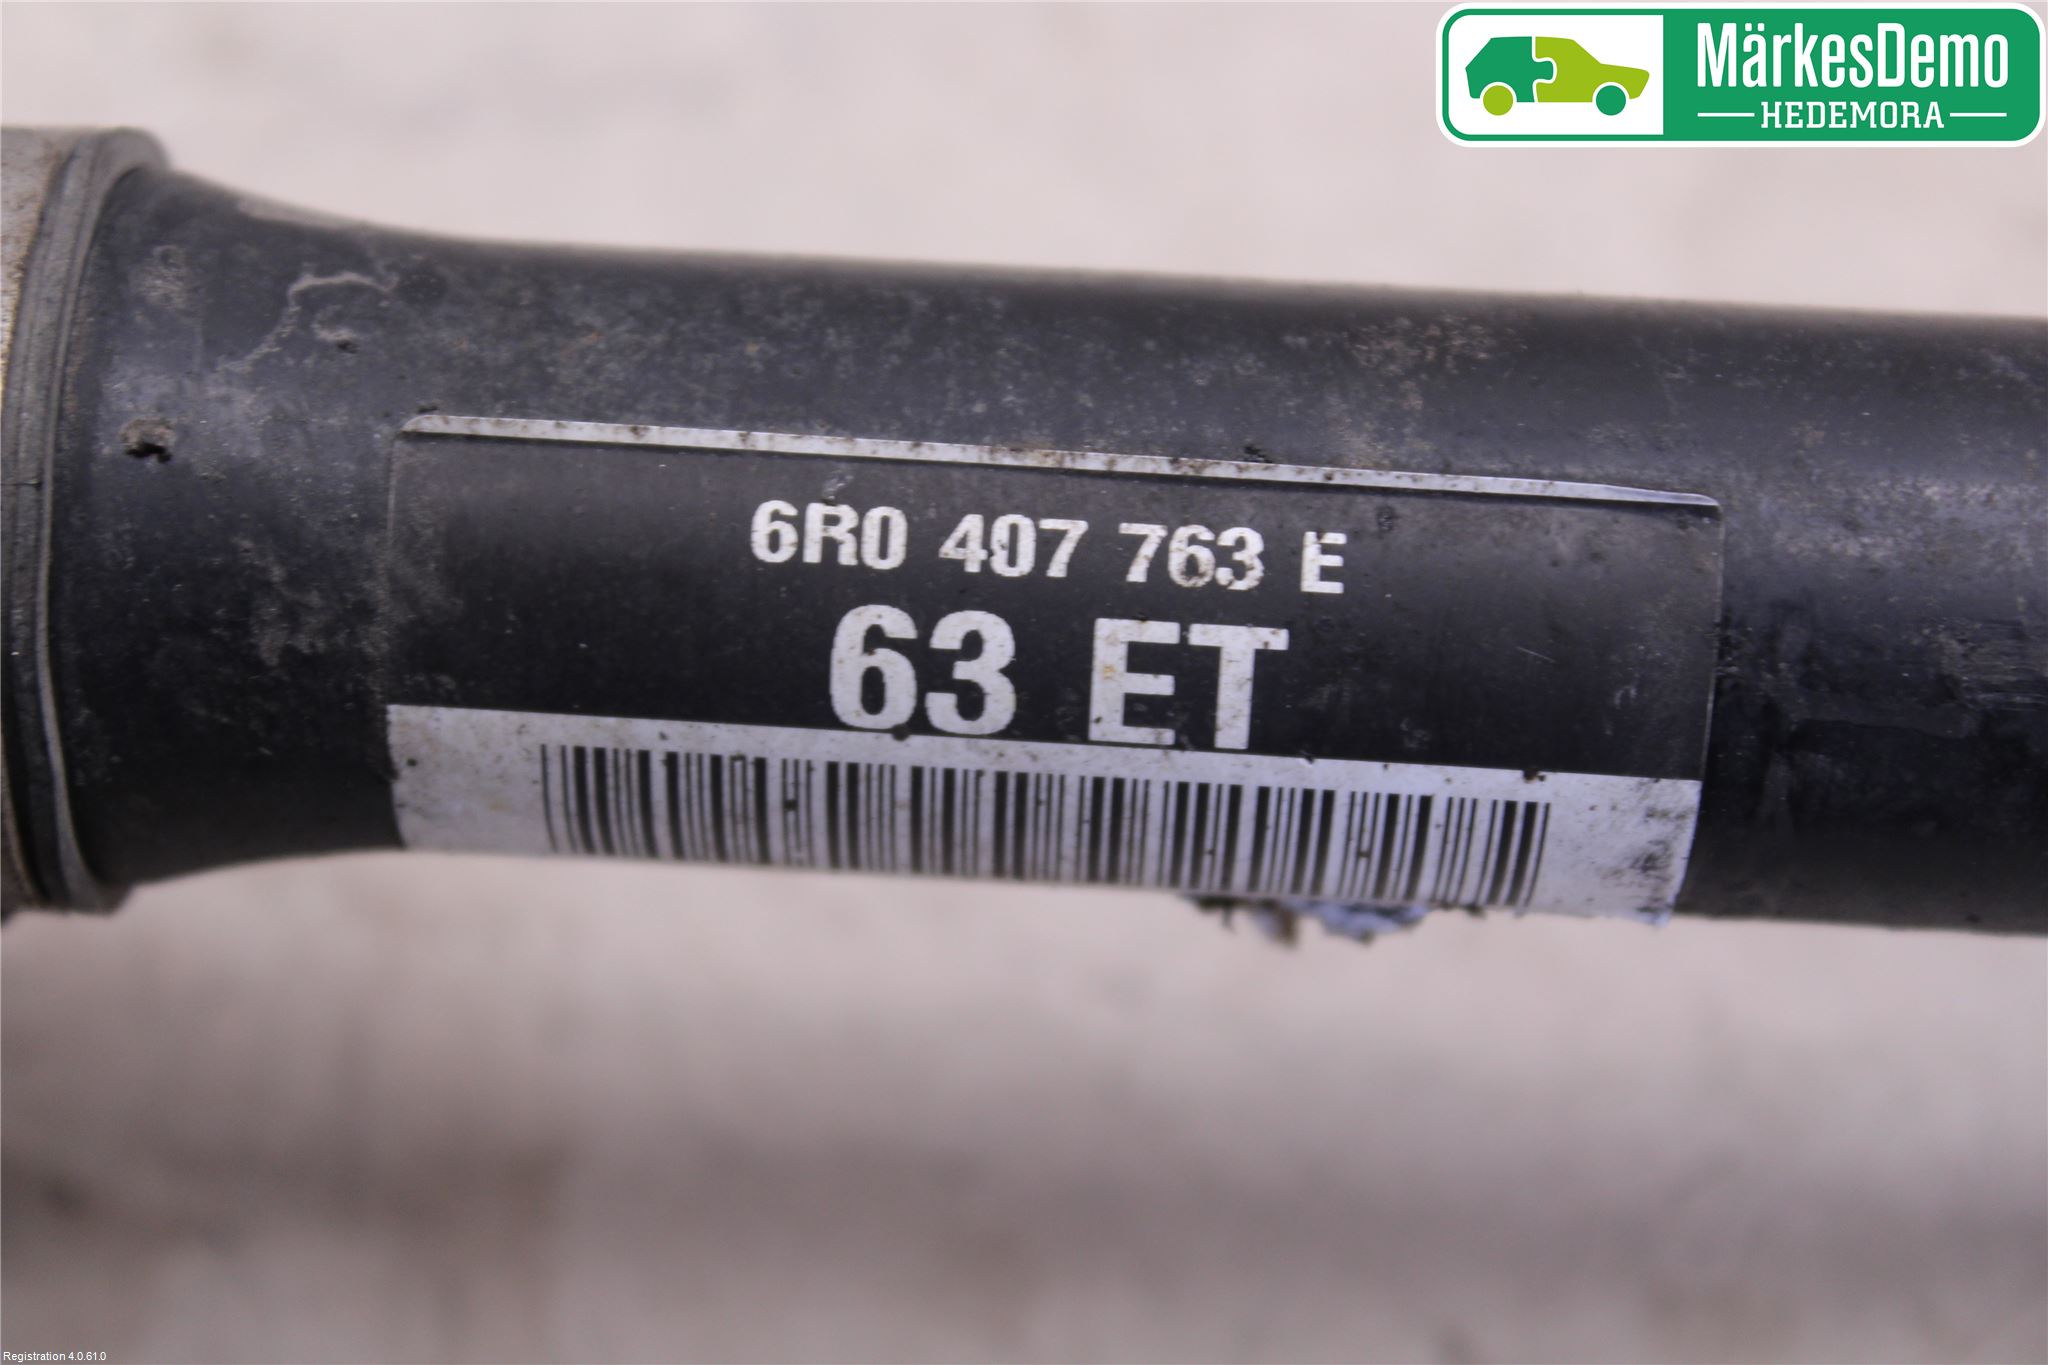 MärkesDemo
HEDEMORA
6R0 407 763 E
63 ET
Registration 4.0.61.0